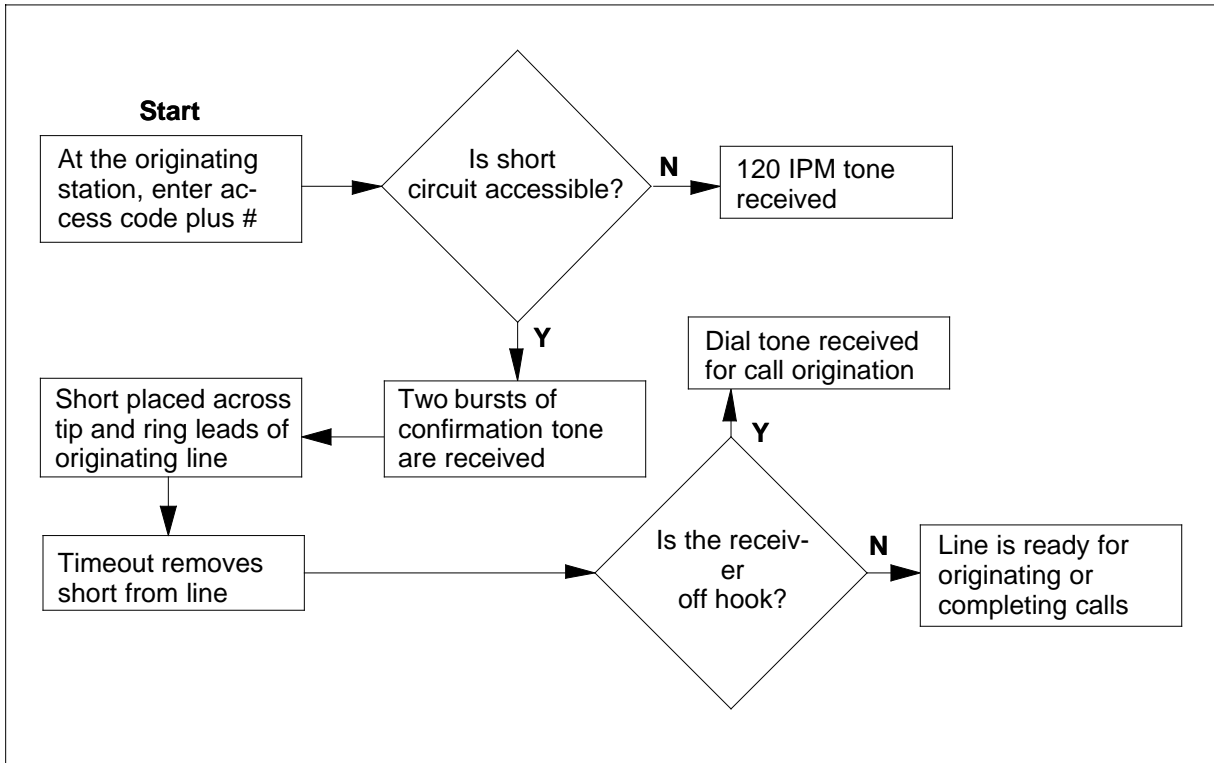 Start
At the originating
station, enter ac-
cess code plus #
Is short
circuit accessible?
N
120 IPM tone
received
Y
Two bursts of
confirmation tone
are received
Short placed across
tip and ring leads of
originating line
Timeout removes
short from line
Is the receiv-
er
off hook?
Y
Dial tone received
for call origination
N
Line is ready for
originating or
completing calls